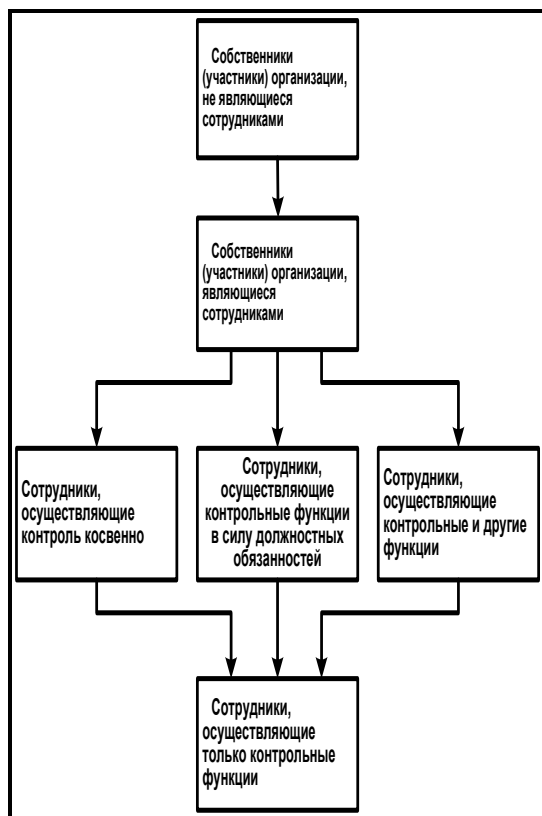 Собственники
(участники) организации,
не являющиеся
сотрудниками
Собственники
(участники) организации,
являющиеся
сотрудниками
Сотрудники,
осуществляющие
контроль косвенно
Сотрудники,
осуществляющие
контрольные функции
в силу должностных
обязанностей
Сотрудники,
осуществляющие
контрольные и другие
функции
Сотрудники,
осуществляющие
только контрольные
функции